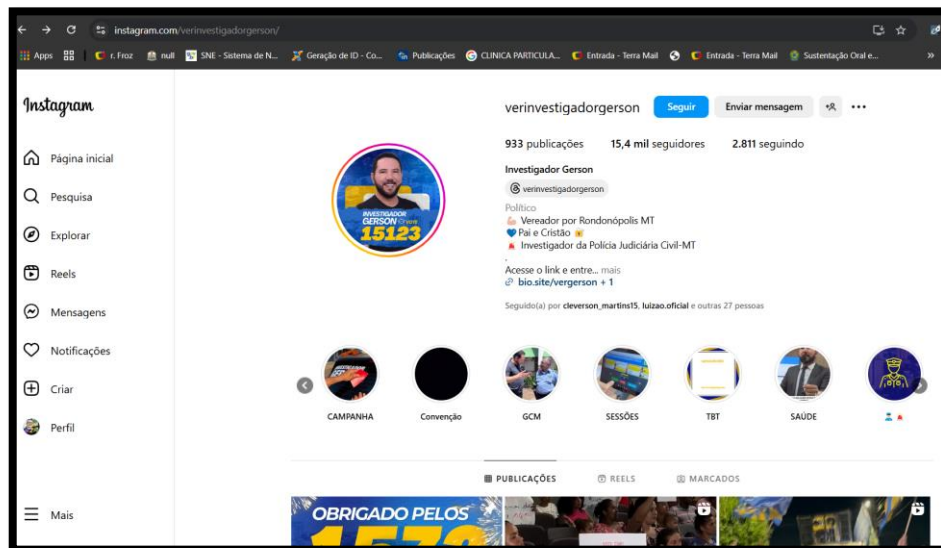 instagram.com/verinvestigadorgerson/
Apps
r. Froz
null
SNE - Sistema de N...
Geração de ID - Co...
Publicações
CLINICA PARTICULA...
Entrada - Terra Mail
Entrada - Terra Mail
Sustentação Oral e...
»
Instagram
Página inicial
Pesquisa
Explorar
Reels
Mensagens
Notificações
Criar
Perfil
Mais
verinvestigadorgerson
Seguir
Enviar mensagem
933 publicações 15,4 mil seguidores 2.811 seguindo
Investigador Gerson
verinvestigadorgerson
Político
Vereador por Rondonópolis MT
Pai e Cristão
Investigador da Polícia Judiciária Civil-MT
.
Acesse o link e entre... mais
bio.site/vergerson + 1
Seguido(a) por cleverson_martins15, luizao.oficial e outras 27 pessoas
INVESTIGADOR
GERSON
15123
CAMPANHA
Convenção
GCM
SESSÕES
TBT
SAÚDE
PUBLICAÇÕES
REELS
MARCADOS
OBRIGADO PELOS